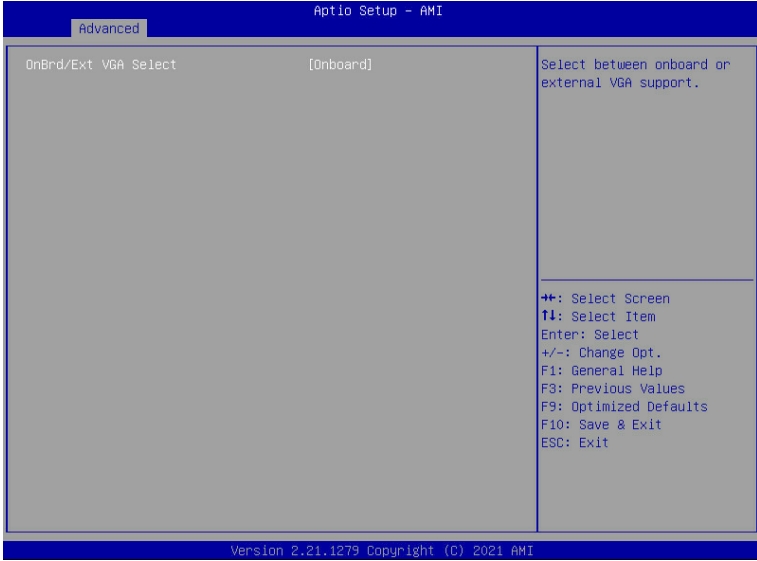 Aptio Setup – AMI
Advanced
OnBrd/Ext VGA Select [Onboard]
Select between onboard or
external VGA support.
→←: Select Screen
↑↓: Select Item
Enter: Select
+/-: Change Opt.
F1: General Help
F3: Previous Values
F9: Optimized Defaults
F10: Save & Exit
ESC: Exit
Version 2.21.1279 Copyright (C) 2021 AMI